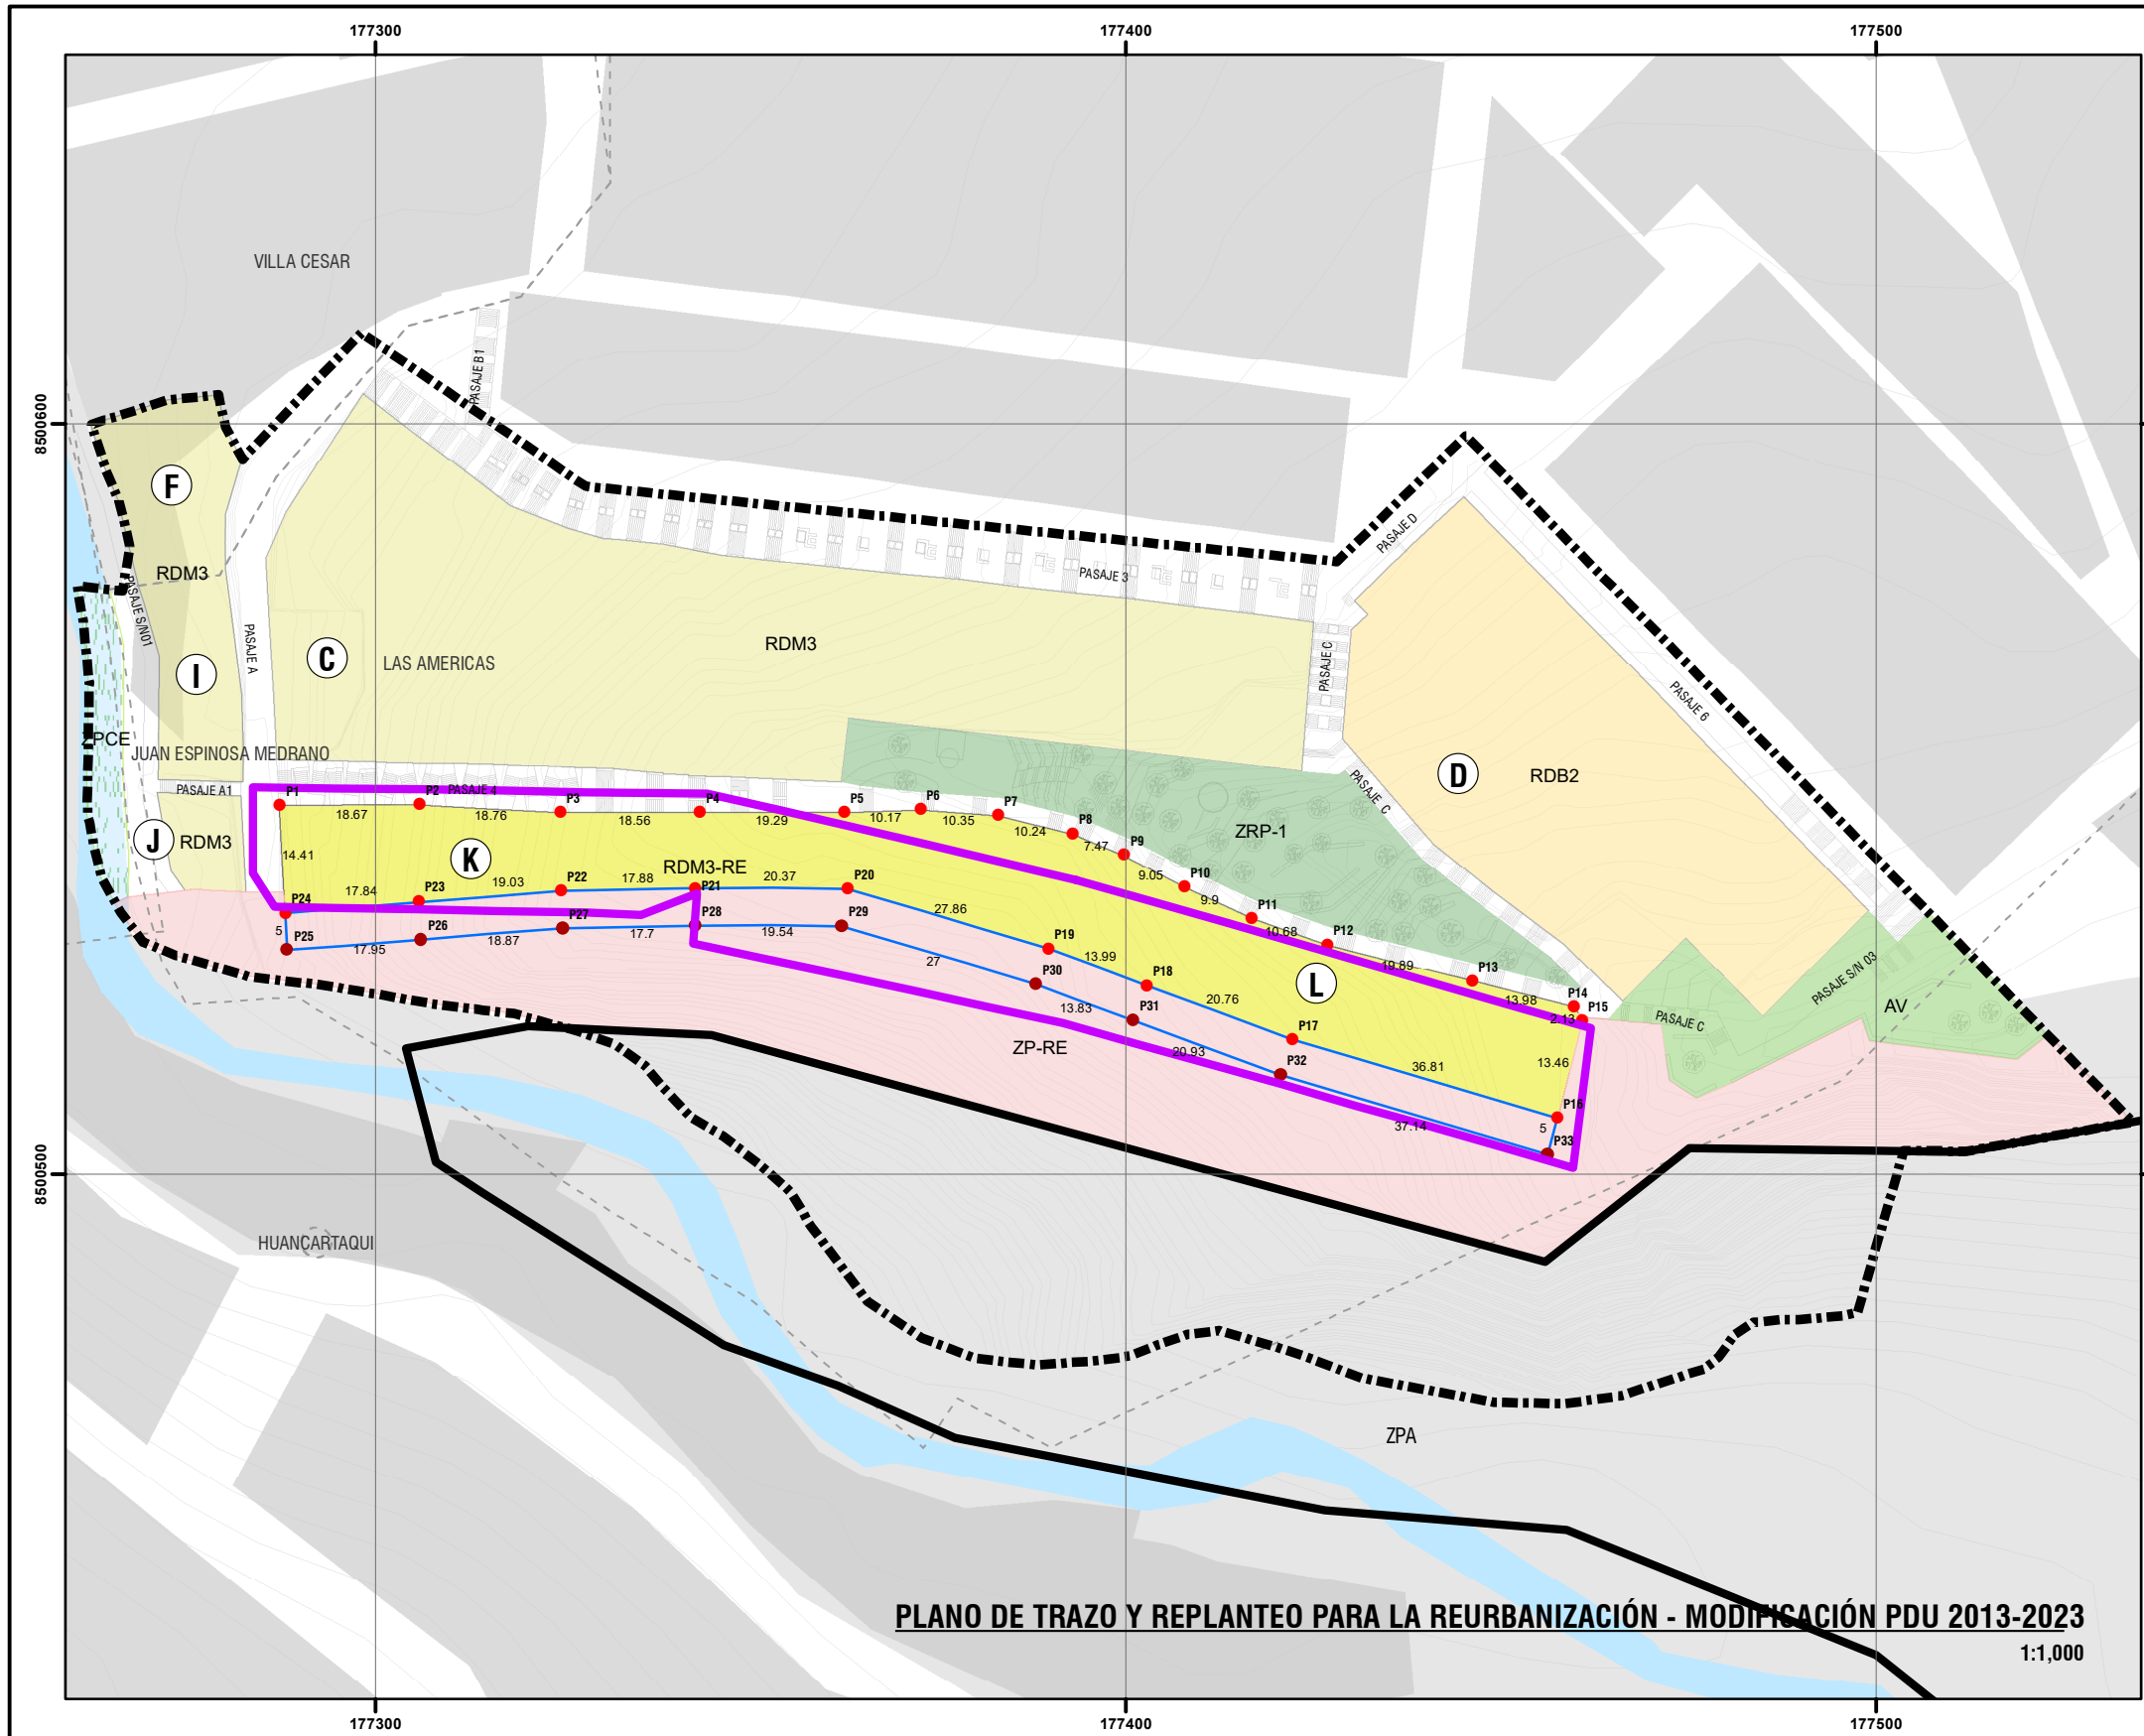 177300
177400
177500
8500600
8500500
VILLA CESAR
PASAJE B1
F
RDM3
PASAJE S/N01
PASAJE A
I
C
LAS AMERICAS
RDM3
PASAJE 3
PASAJE D
PASAJE C
PASAJE 6
D
RDB2
PASAJE C
ZPCE
JUAN ESPINOSA MEDRANO
PASAJE A1
PASAJE 4
J
RDM3
ZRP-1
P1
P2
P3
P4
P5
P6
P7
P8
P9
P10
P11
P12
P13
P14
P15
18.67
18.76
18.56
19.29
10.17
10.35
10.24
7.47
9.05
9.9
10.68
19.89
13.98
2.13
14.41
K
RDM3-RE
L
13.46
P24
P23
P22
P21
P20
P19
P18
P17
P16
17.84
19.03
17.88
20.37
27.86
13.99
20.76
36.81
5
5
P25
P26
P27
P28
P29
P30
P31
P32
P33
17.95
18.87
17.7
19.54
27
13.83
20.93
37.14
ZP-RE
PASAJE C
PASAJE S/N 03
AV
HUANCARTAQUI
ZPA
PLANO DE TRAZO Y REPLANTEO PARA LA REURBANIZACIÓN - MODIFICACIÓN PDU 2013-2023
1:1,000
177300
177400
177500